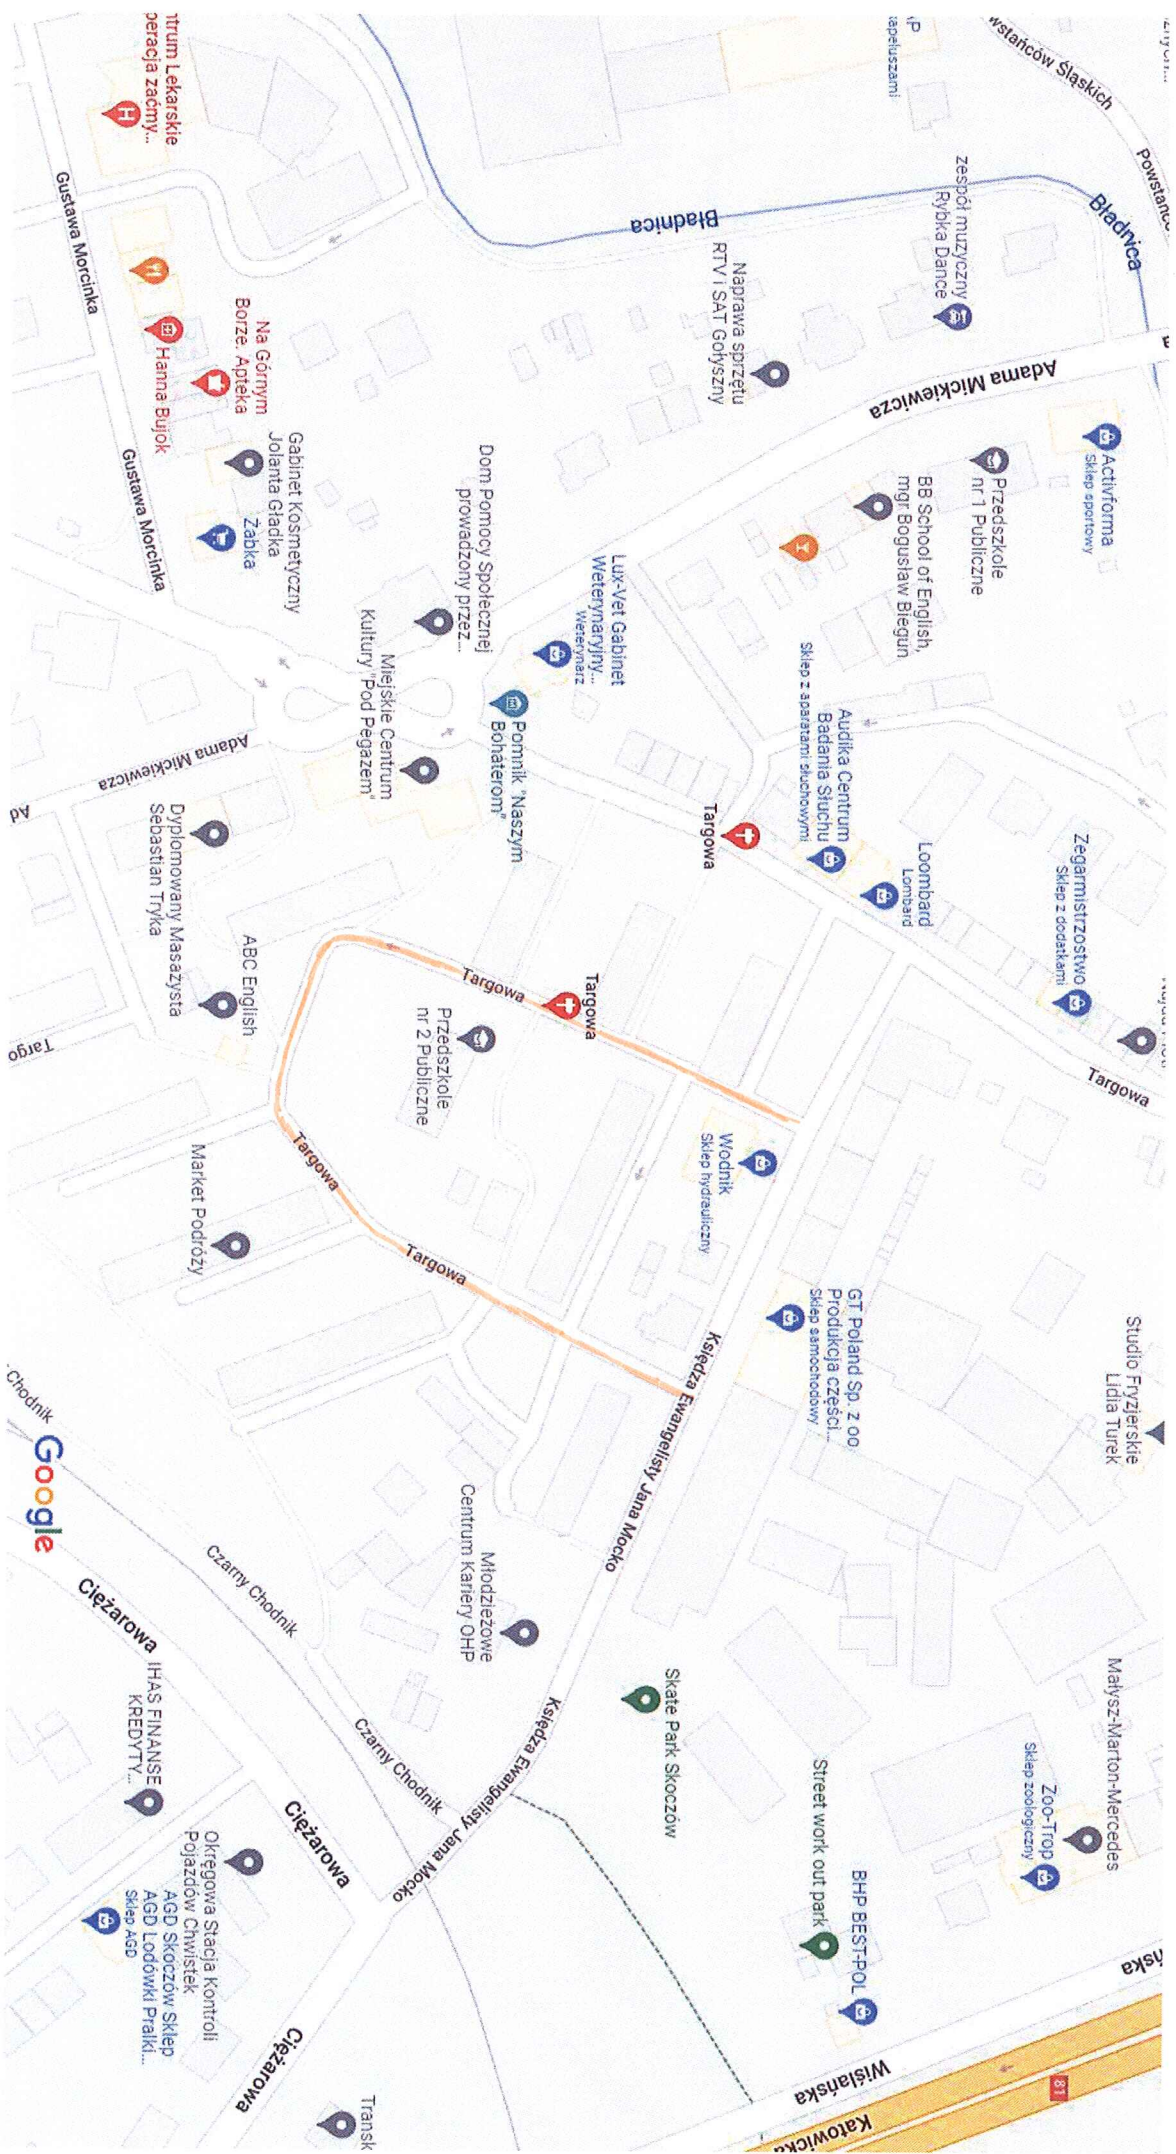 Powstańców Śląskich
Bładnica
zespół muzyczny
Rybka Dance
Bładnica
Naprawa sprzętu
RTV i SAT Gołyszny
Adama Mickiewicza
Activforma
Sklep sportowy
Przedszkole
nr 1 Publiczne
BB School of English,
mgr Bogusław Biegun
Gustawa Morcinka
Hanna Bujok
Na Górnym
Borze. Apteka
Gabinet Kosmetyczny
Jolanta Gładka
Żabka
Gustawa Morcinka
Dom Pomocy Społecznej
prowadzony przez...
Lux-Vet Gabinet
Weterynaryjny...
Weterynarz
Miejskie Centrum
Kultury "Pod Pegazem"
Pomnik "Naszym
Bohaterom"
Audika Centrum
Badania Słuchu
Sklep z aparatami słuchowymi
Loombard
Lombard
Zegarmistrzostwo
Sklep z dodatkami
Targowa
Targowa
Adama Mickiewicza
Dyplomowany Masażysta
Sebastian Tryka
ABC English
Targowa
Targowa
Przedszkole
nr 2 Publiczne
Wodnik
Sklep hydrauliczny
Targowa
Targowa
Market Podróży
GT Poland Sp. z oo
Produkcja części...
Sklep samochodowy
Studio Fryzjerskie
Lidia Turek
Księdza Ewangelisty Jana Mocko
Młodzieżowe
Centrum Kariery OHP
Chodnik
Google
Czarny Chodnik
Ciężarowa
Czarny Chodnik
Księdza Ewangelisty Jana Mocko
Skate Park Skoczów
Street work out park
Małysz-Marton-Mercedes
Zoo-Trop
Sklep zoologiczny
BHP BEST-POL
IHAS FINANSE
KREDYTY...
Ciężarowa
Okręgowa Stacja Kontroli
Pojazdów Chwistek
AGD Skoczów Sklep
AGD Lodówki Pralki...
Sklep AGD
Ciężarowa
Wiślańska
81